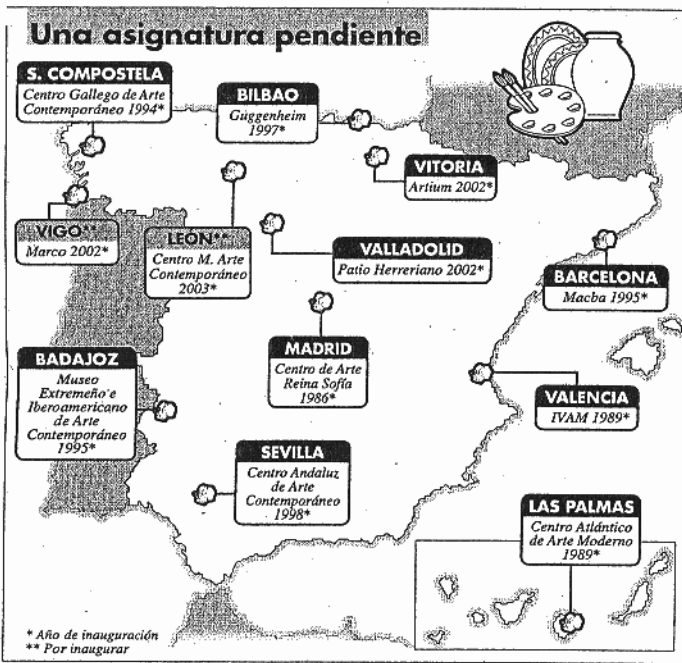 Una asignatura pendiente
S. COMPOSTELA
Centro Gallego de Arte
Contemporáneo 1994*
BILBAO
Guggenheim
1997*
VITORIA
Artium 2002*
VIGO**
Marco 2002*
LEÓN**
Centro M. Arte
Contemporáneo
2003*
VALLADOLID
Patio Herreriano 2002*
BARCELONA
Macba 1995*
BADAJOZ
Museo
Extremeño e
Iberoamericano
de Arte
Contemporáneo
1995*
MADRID
Centro de Arte
Reina Sofía
1986*
VALENCIA
IVAM 1989*
SEVILLA
Centro Andaluz
de Arte
Contemporáneo
1998*
LAS PALMAS
Centro Atlántico
de Arte Moderno
1989*
* Año de inauguración
** Por inaugurar